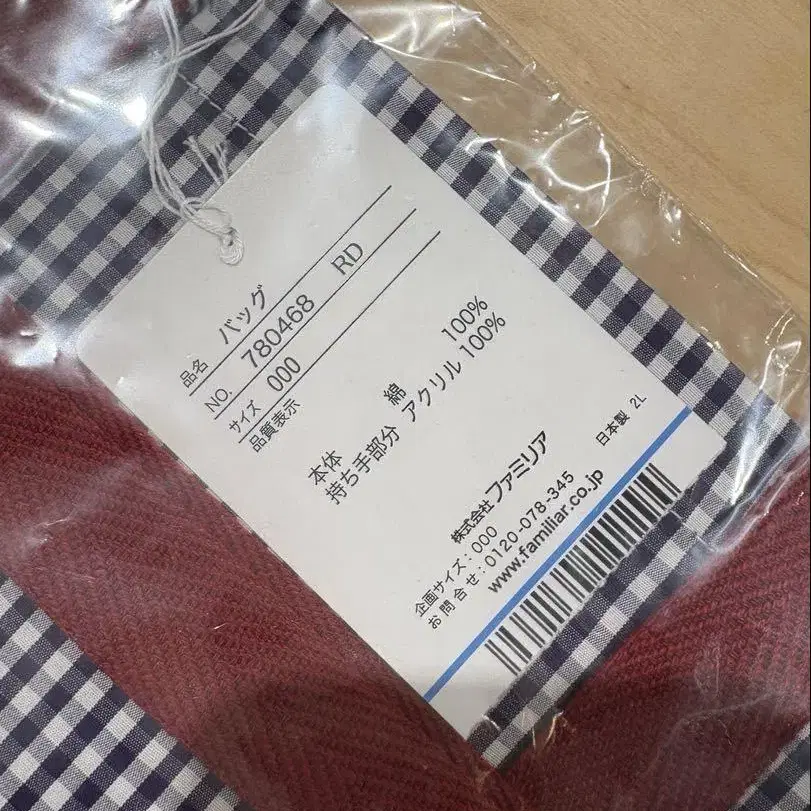 品名 バッグ
NO. 780468 RD
サイズ 000
品質表示
本体 綿 100%
持ち手部分 アクリル 100%
株式会社ファミリア
企画サイズ：000
お問合せ：0120-078-345
www.familiar.co.jp
日本製 2L